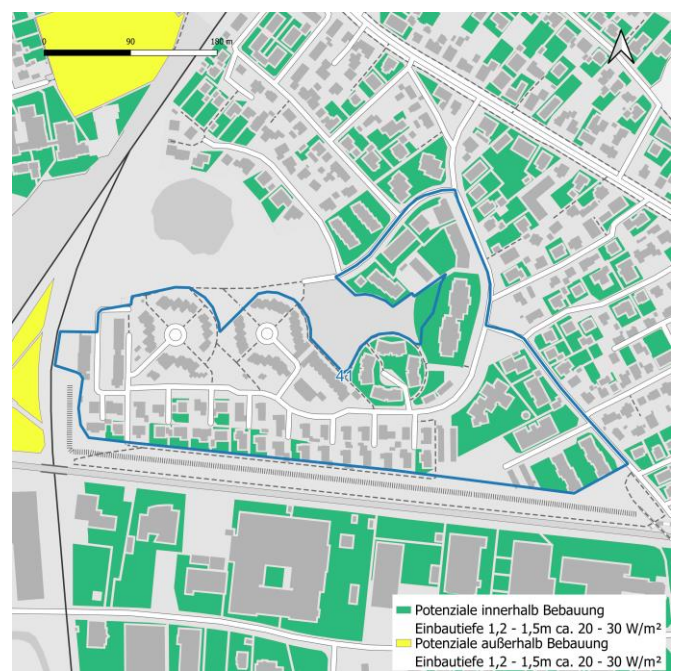 0 90 180 m
41
Potenziale innerhalb Bebauung
Einbautiefe 1,2 - 1,5m ca. 20 - 30 W/m²
Potenziale außerhalb Bebauung
Einbautiefe 1,2 - 1,5m ca. 20 - 30 W/m²